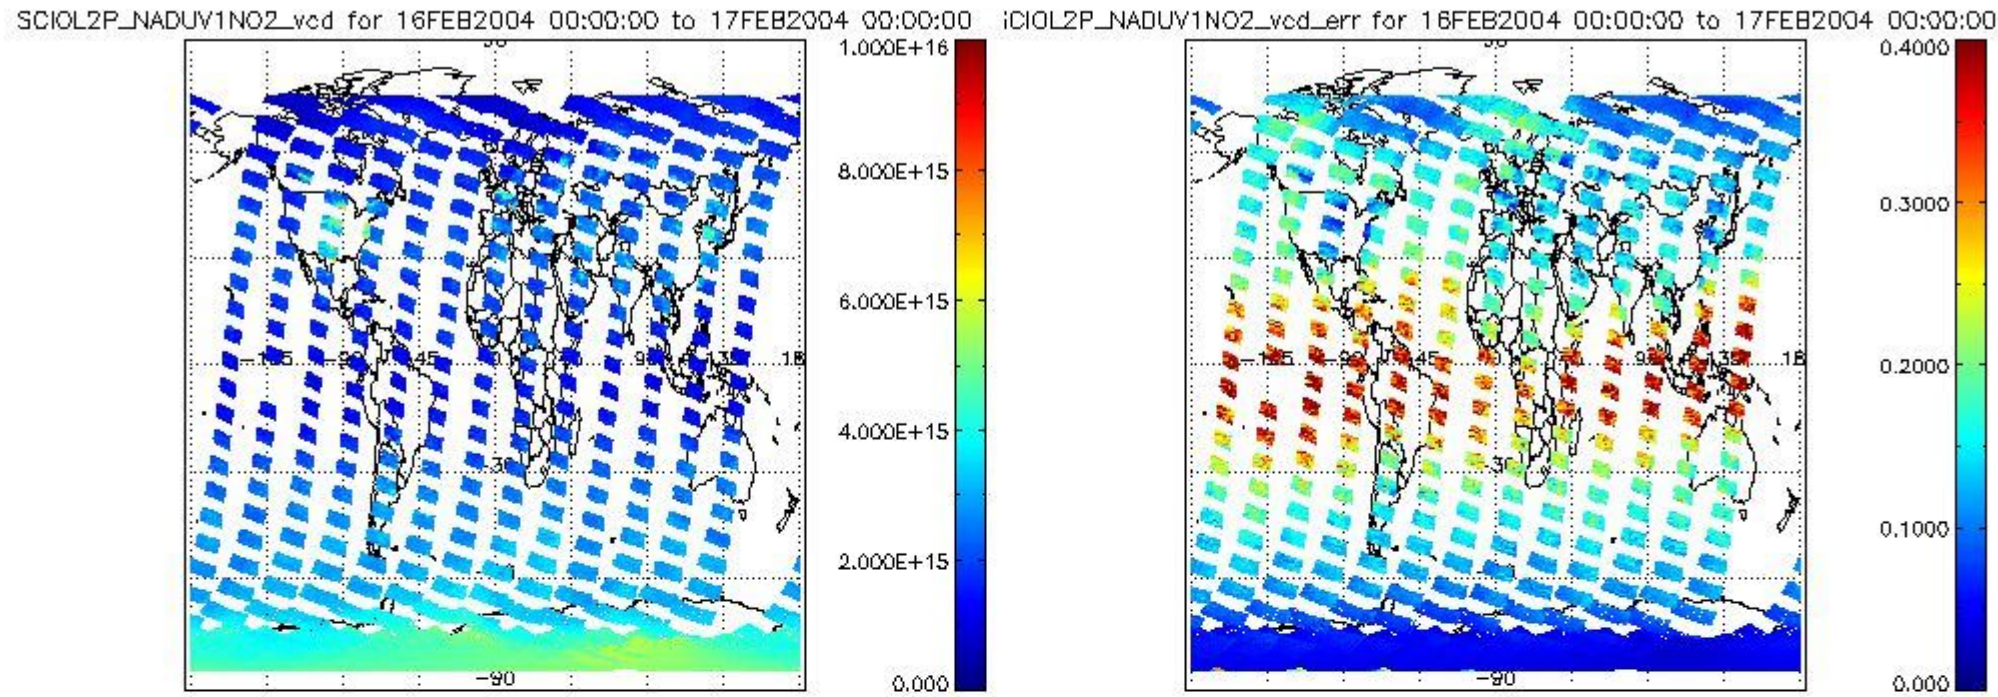 SCIOL2P_NADUV1NO2_vcd for 16FEB2004 00:00:00 to 17FEB2004 00:00:00
iCIOL2P_NADUV1NO2_vcd_err for 16FEB2004 00:00:00 to 17FEB2004 00:00:00
1.000E+16
8.000E+15
6.000E+15
4.000E+15
2.000E+15
0.000
-90
0.4000
0.3000
0.2000
0.1000
0.000
-90